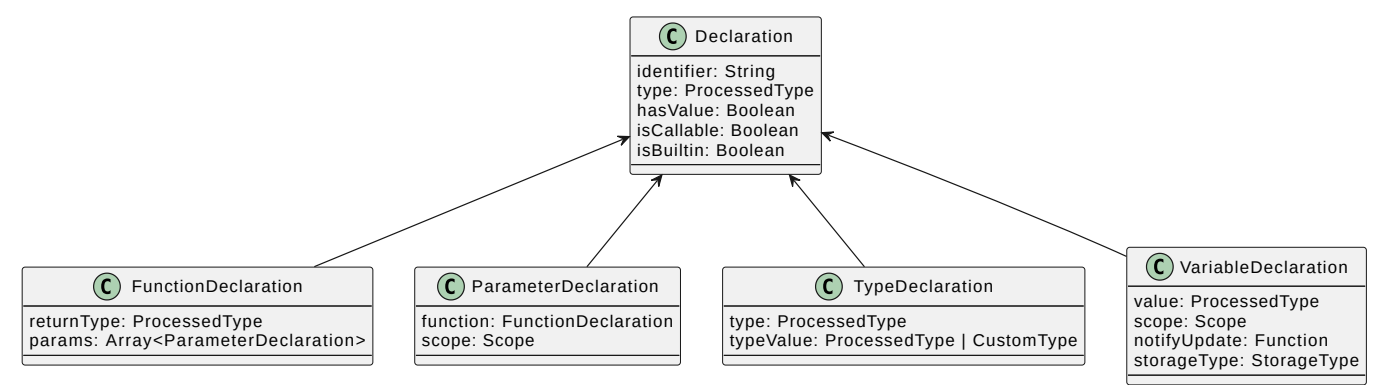 C Declaration
identifier: String
type: ProcessedType
hasValue: Boolean
isCallable: Boolean
isBuiltin: Boolean
C FunctionDeclaration
returnType: ProcessedType
params: Array<ParameterDeclaration>
C ParameterDeclaration
function: FunctionDeclaration
scope: Scope
C TypeDeclaration
type: ProcessedType
typeValue: ProcessedType | CustomType
C VariableDeclaration
value: ProcessedType
scope: Scope
notifyUpdate: Function
storageType: StorageType